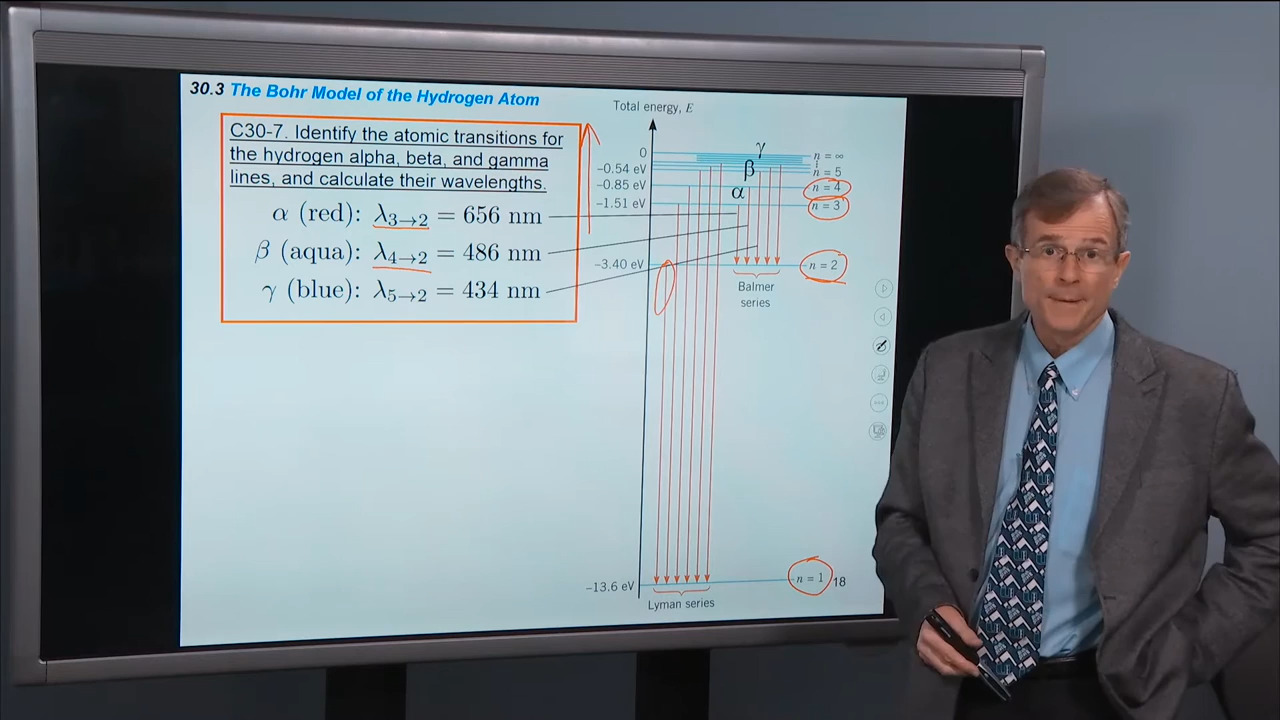 30.3 The Bohr Model of the Hydrogen Atom
C30-7. Identify the atomic transitions for
the hydrogen alpha, beta, and gamma
lines, and calculate their wavelengths.
α (red): λ3→2 = 656 nm
β (aqua): λ4→2 = 486 nm
γ (blue): λ5→2 = 434 nm
Total energy, E
0
−0.54 eV
−0.85 eV
−1.51 eV
−3.40 eV
−13.6 eV
γ
β
α
n = ∞
n = 5
n = 4
n = 3
n = 2
n = 1
Balmer
series
Lyman series
18